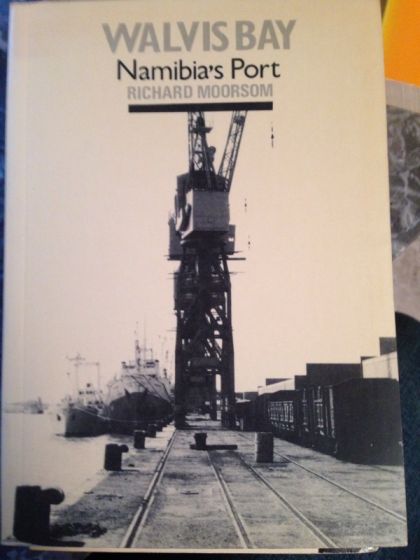 WALVIS BAY
Namibia's Port
RICHARD MOORSOM